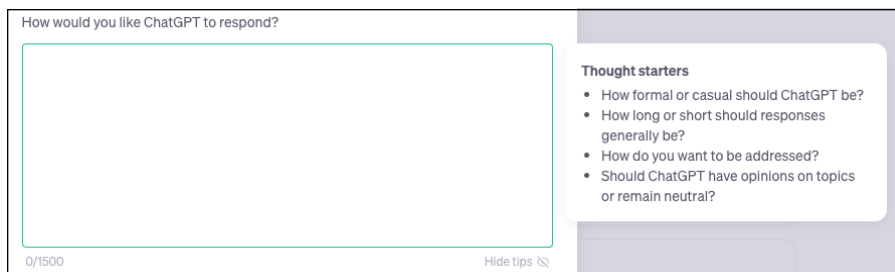 How would you like ChatGPT to respond?
Thought starters
• How formal or casual should ChatGPT be?
• How long or short should responses
generally be?
• How do you want to be addressed?
• Should ChatGPT have opinions on topics
or remain neutral?
0/1500
Hide tips